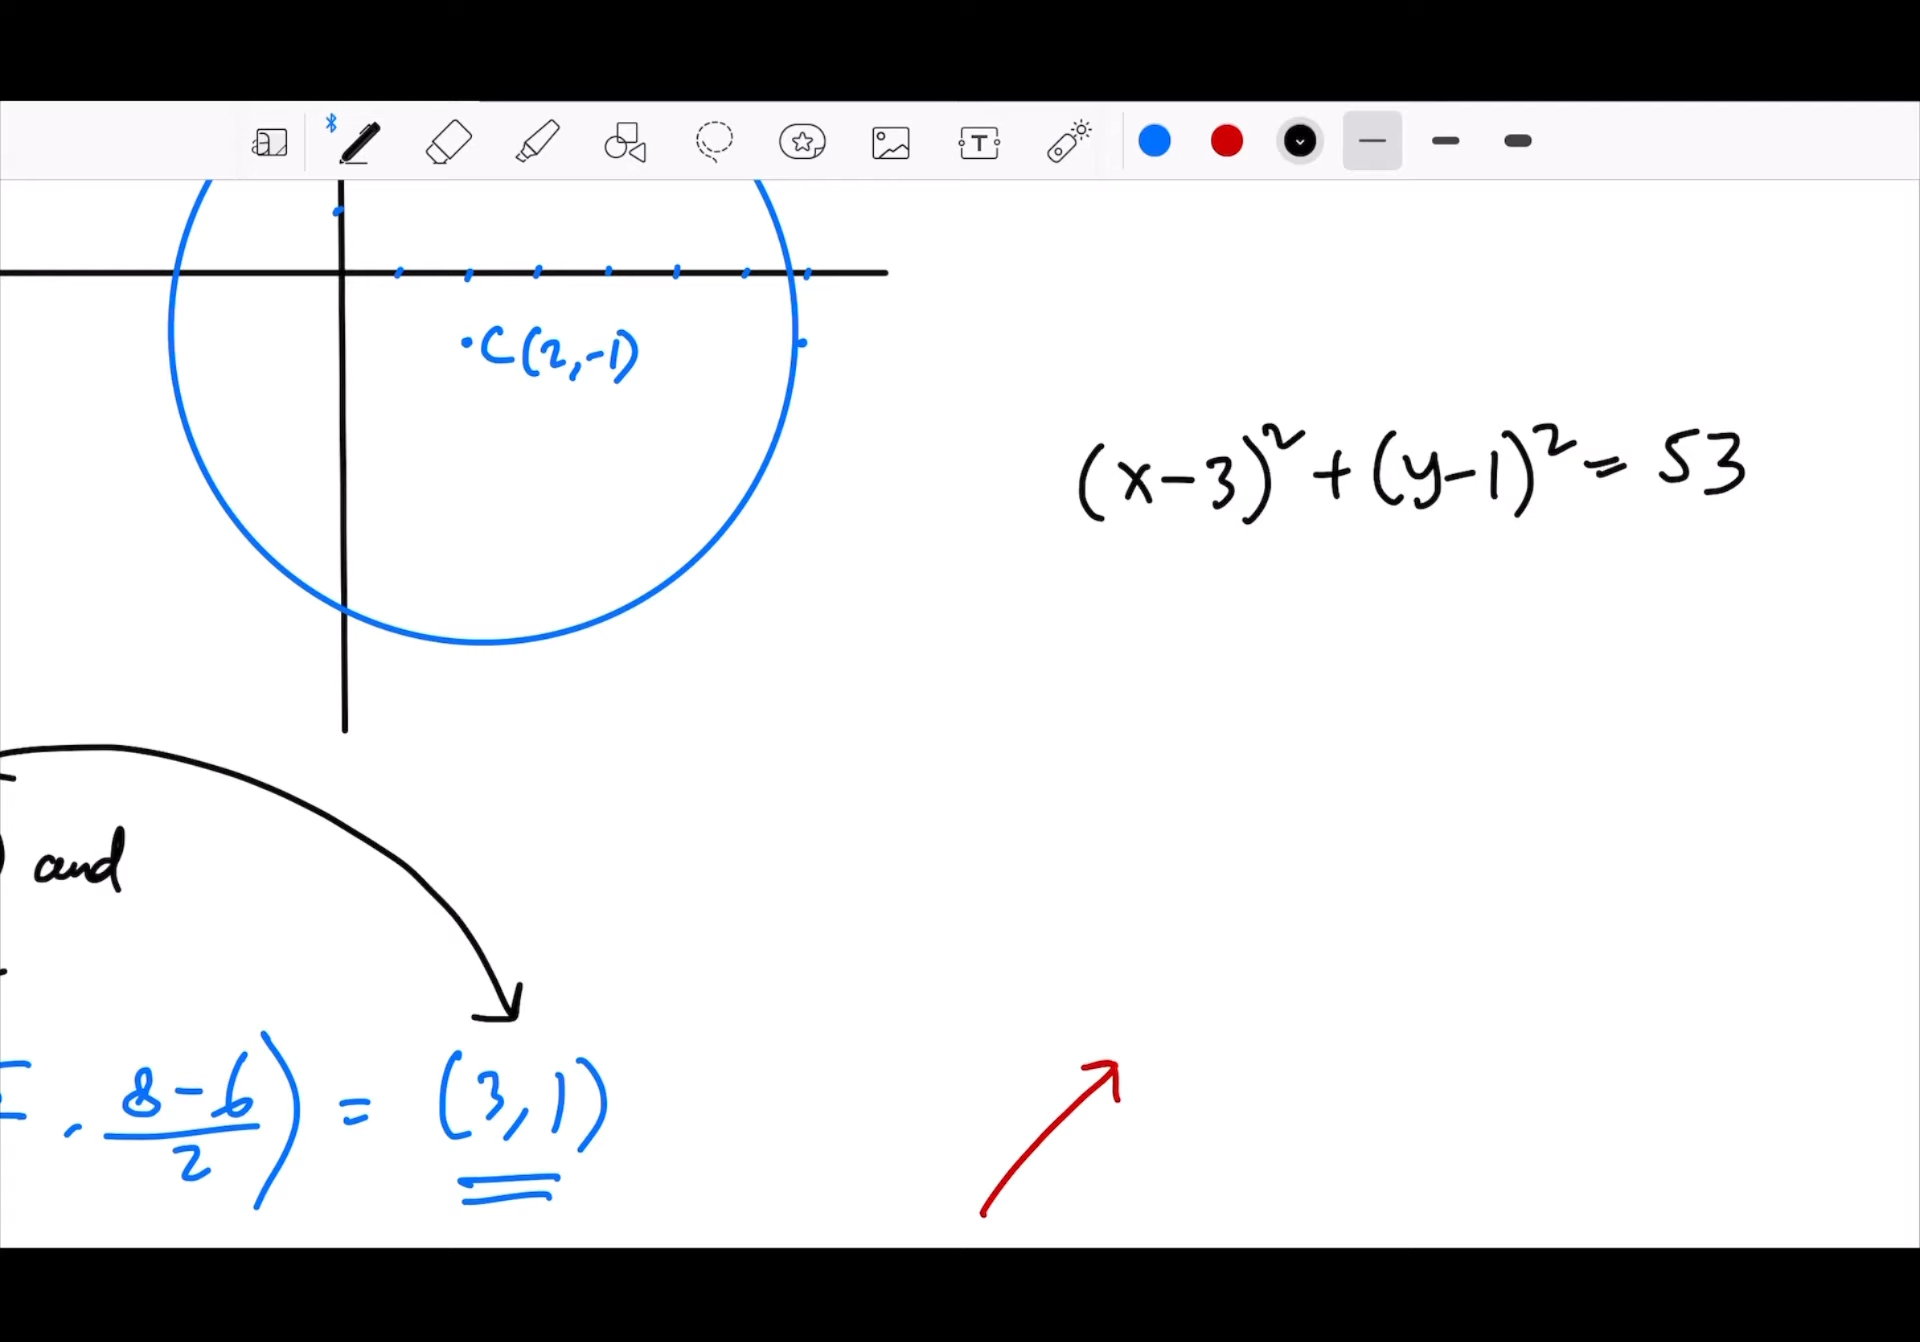 C(2,-1)
(x-3)²+(y-1)²=53
) and
. 8-6/2) = (3,1)